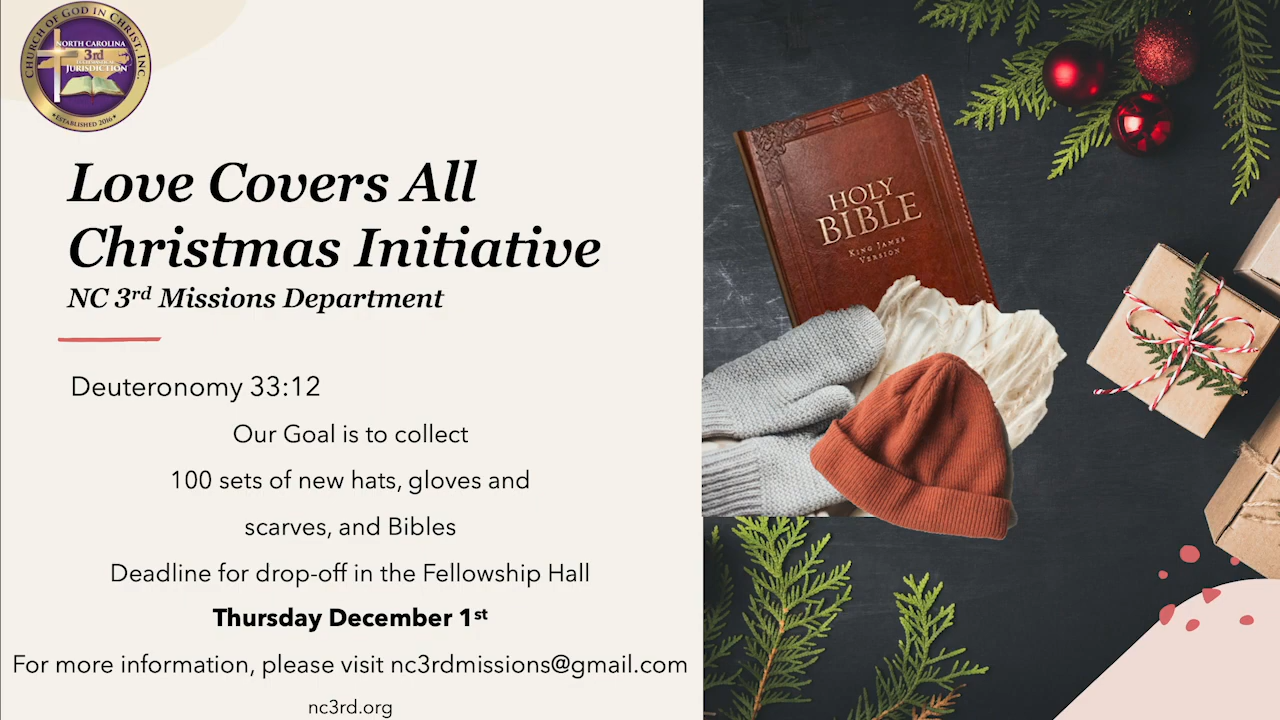 CHURCH OF GOD IN CHRIST, INC.
NORTH CAROLINA
3rd
ECCLESIASTICAL
JURISDICTION
*ESTABLISHED 2016*
Love Covers All
Christmas Initiative
NC 3rd Missions Department
Deuteronomy 33:12
Our Goal is to collect
100 sets of new hats, gloves and
scarves, and Bibles
Deadline for drop-off in the Fellowship Hall
Thursday December 1st
For more information, please visit nc3rdmissions@gmail.com
nc3rd.org
HOLY
BIBLE
KING JAMES
VERSION